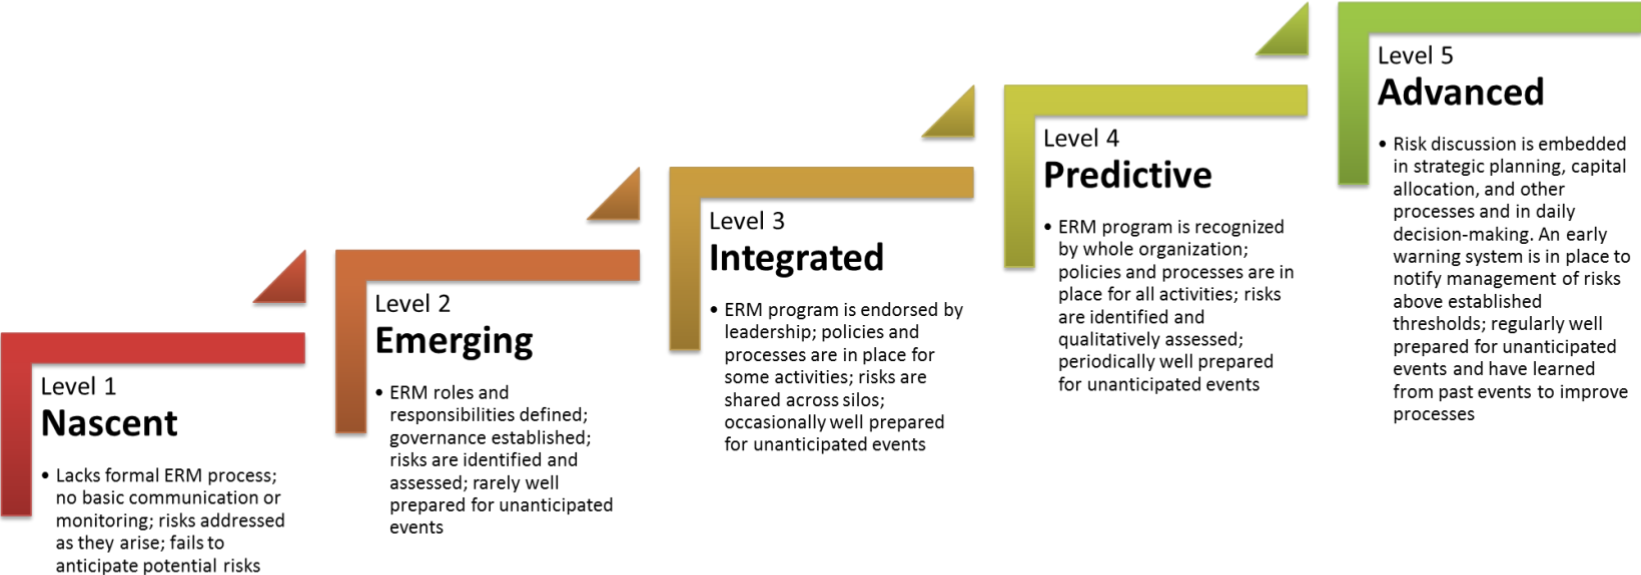 Level 1
Nascent
• Lacks formal ERM process;
no basic communication or
monitoring; risks addressed
as they arise; fails to
anticipate potential risks
Level 2
Emerging
• ERM roles and
responsibilities defined;
governance established;
risks are identified and
assessed; rarely well
prepared for unanticipated
events
Level 3
Integrated
• ERM program is endorsed by
leadership; policies and
processes are in place for
some activities; risks are
shared across silos;
occasionally well prepared
for unanticipated events
Level 4
Predictive
• ERM program is recognized
by whole organization;
policies and processes are in
place for all activities; risks
are identified and
qualitatively assessed;
periodically well prepared
for unanticipated events
Level 5
Advanced
• Risk discussion is embedded
in strategic planning, capital
allocation, and other
processes and in daily
decision-making. An early
warning system is in place to
notify management of risks
above established
thresholds; regularly well
prepared for unanticipated
events and have learned
from past events to improve
processes